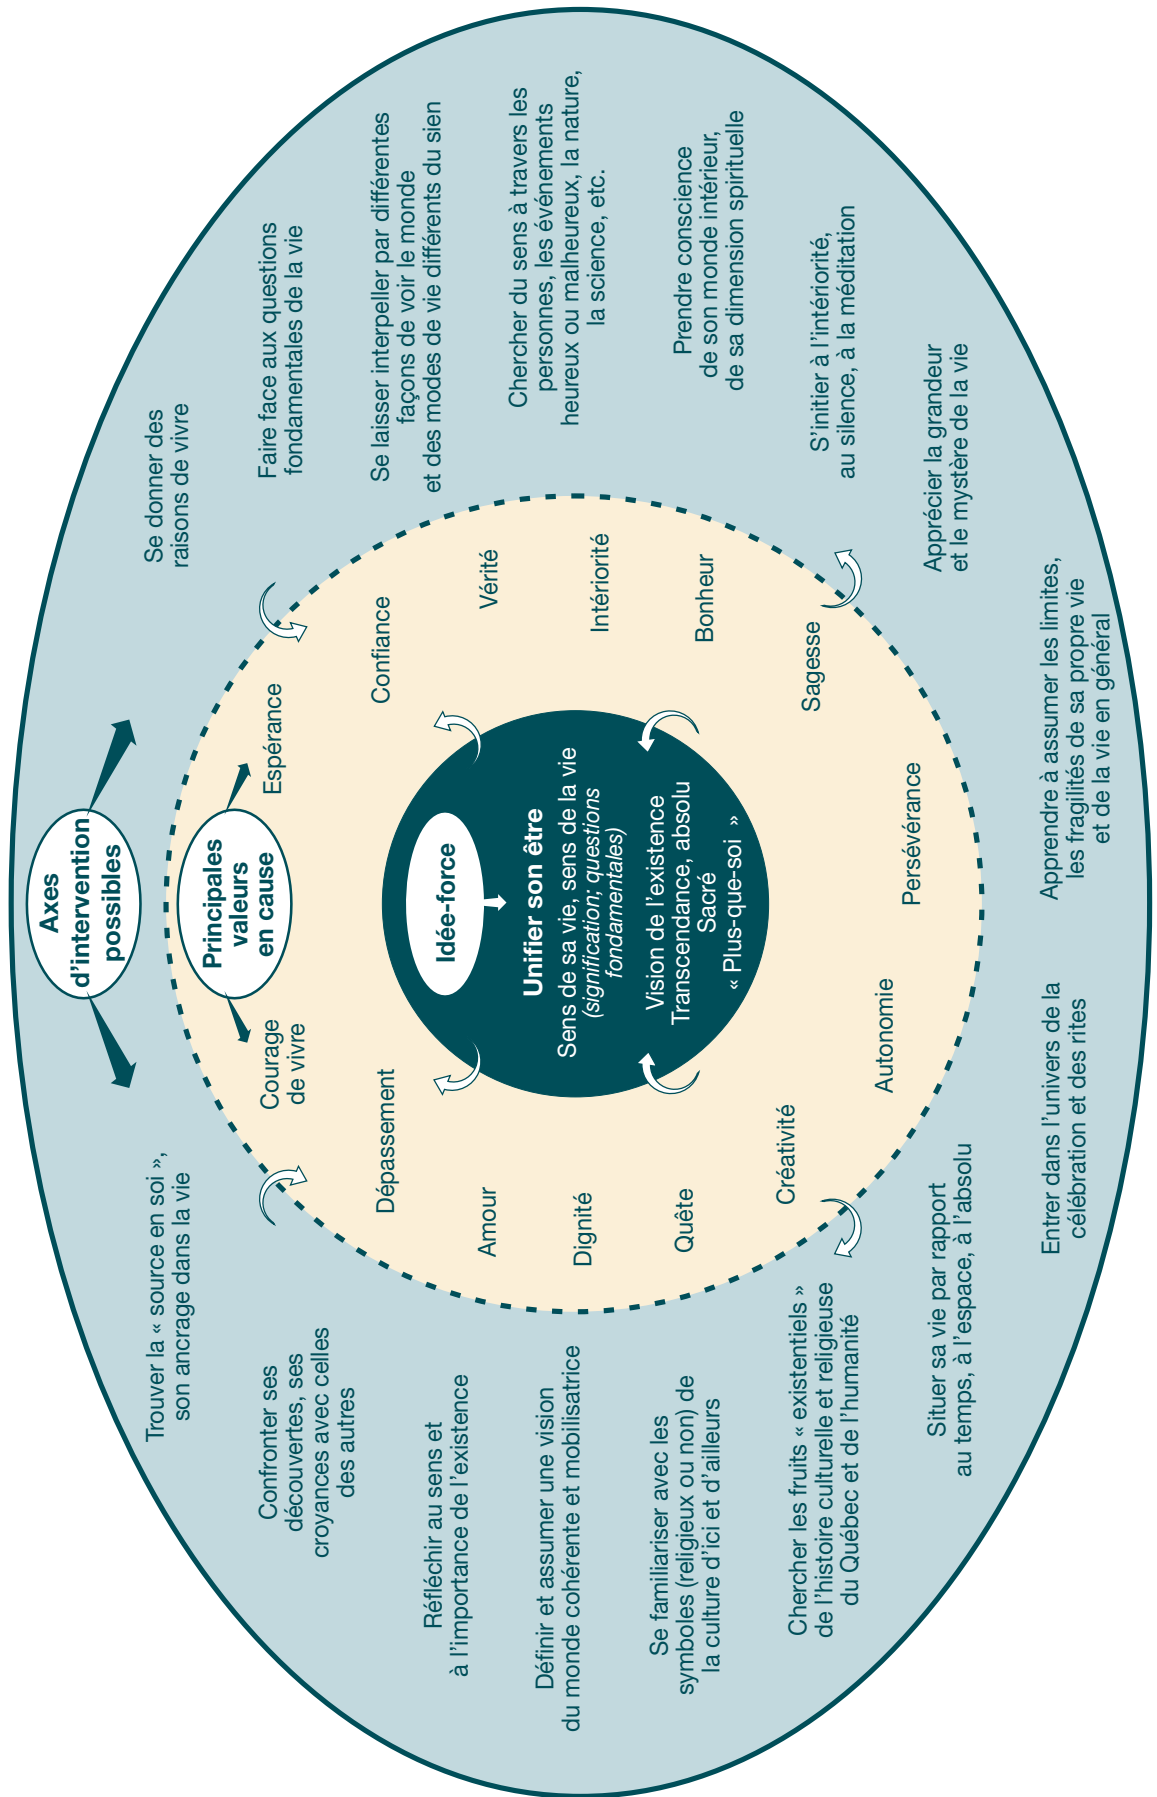 Axes
d'intervention
possibles
Principales
valeurs
en cause
Idée-force
Unifier son être
Sens de sa vie, sens de la vie
(signification; questions
fondamentales)
Vision de l'existence
Transcendance, absolu
Sacré
« Plus-que-soi »
Espérance
Confiance
Vérité
Intériorité
Bonheur
Sagesse
Persévérance
Autonomie
Créativité
Quête
Dignité
Amour
Dépassement
Courage
de vivre
Se donner des
raisons de vivre
Faire face aux questions
fondamentales de la vie
Se laisser interpeller par différentes
façons de voir le monde
et des modes de vie différents du sien
Chercher du sens à travers les
personnes, les événements
heureux ou malheureux, la nature,
la science, etc.
Prendre conscience
de son monde intérieur,
de sa dimension spirituelle
S'initier à l'intériorité,
au silence, à la méditation
Apprécier la grandeur
et le mystère de la vie
Apprendre à assumer les limites,
les fragilités de sa propre vie
et de la vie en général
Entrer dans l'univers de la
célébration et des rites
Situer sa vie par rapport
au temps, à l'espace, à l'absolu
Chercher les fruits « existentiels »
de l'histoire culturelle et religieuse
du Québec et de l'humanité
Se familiariser avec les
symboles (religieux ou non) de
la culture d'ici et d'ailleurs
Définir et assumer une vision
du monde cohérente et mobilisatrice
Réfléchir au sens et
à l'importance de l'existence
Confronter ses
découvertes, ses
croyances avec celles
des autres
Trouver la « source en soi »,
son ancrage dans la vie